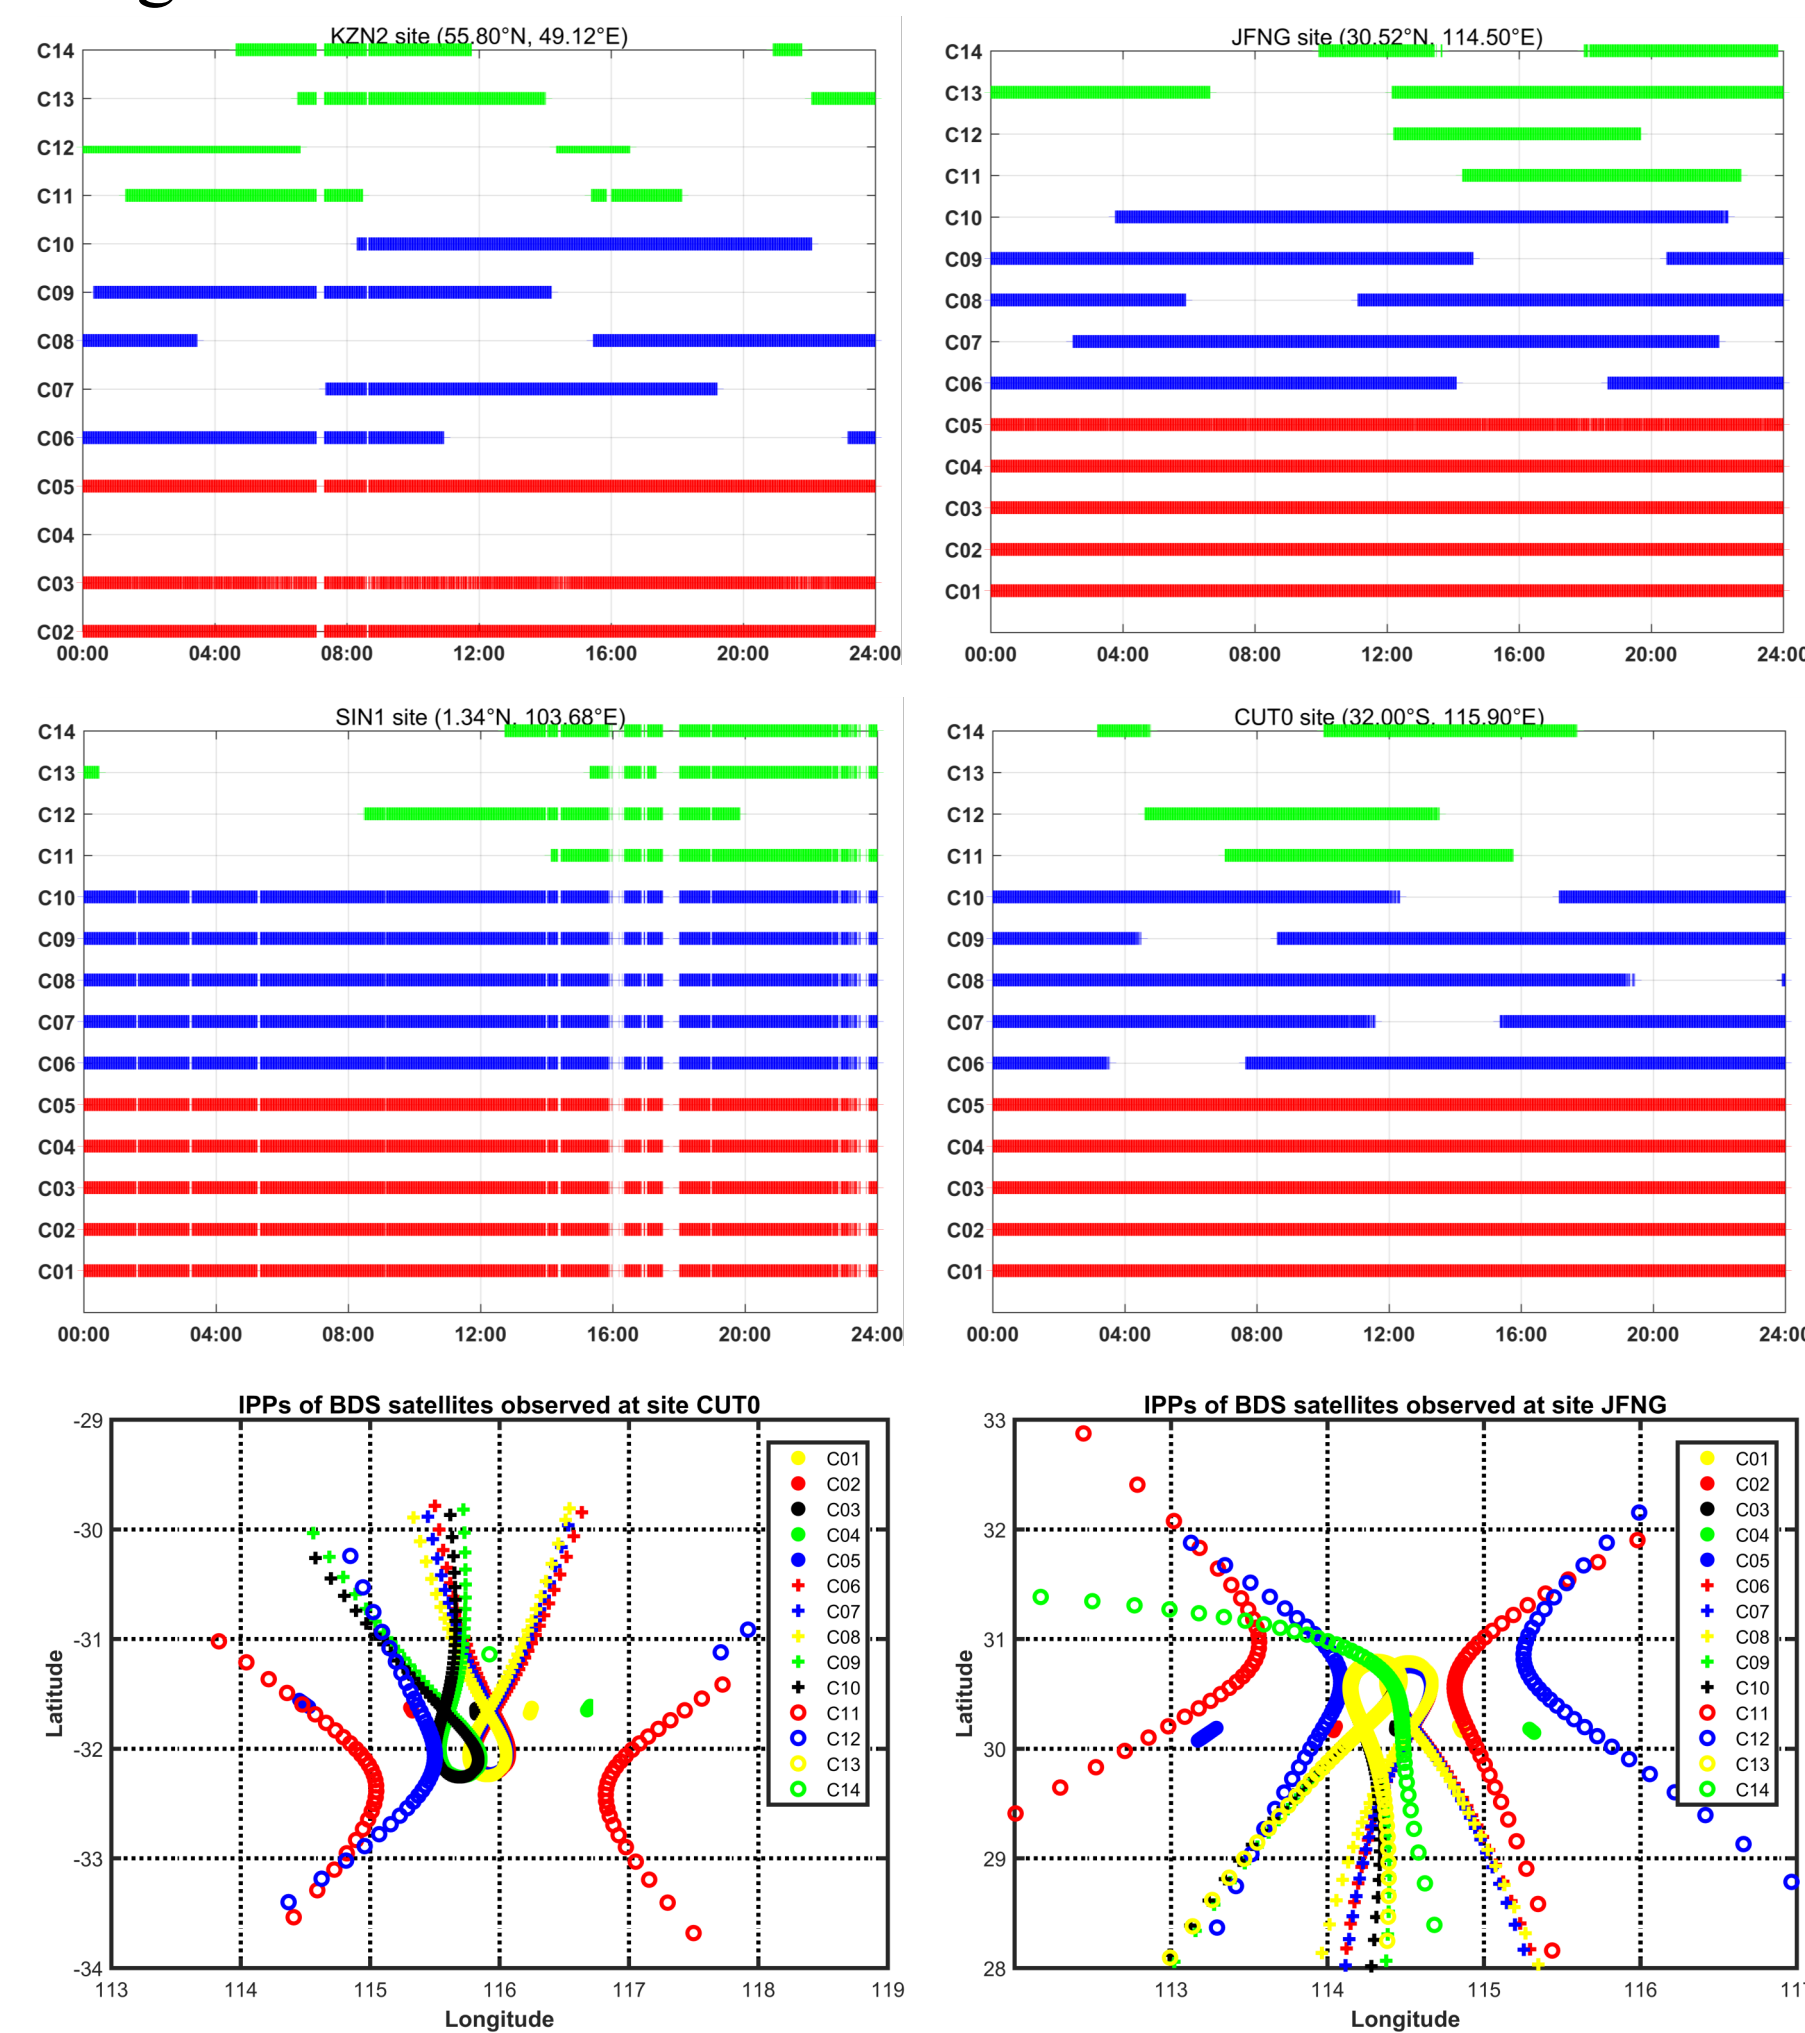 KZN2 site (55.80°N, 49.12°E)
C14
C13
C12
C11
C10
C09
C08
C07
C06
C05
C04
C03
C02
00:00 04:00 08:00 12:00 16:00 20:00 24:00
JFNG site (30.52°N, 114.50°E)
C14
C13
C12
C11
C10
C09
C08
C07
C06
C05
C04
C03
C02
C01
00:00 04:00 08:00 12:00 16:00 20:00 24:00
SIN1 site (1.34°N, 103.68°E)
C14
C13
C12
C11
C10
C09
C08
C07
C06
C05
C04
C03
C02
C01
00:00 04:00 08:00 12:00 16:00 20:00 24:00
CUT0 site (32.00°S, 115.90°E)
C14
C13
C12
C11
C10
C09
C08
C07
C06
C05
C04
C03
C02
C01
00:00 04:00 08:00 12:00 16:00 20:00 24:00
IPPs of BDS satellites observed at site CUT0
-29
-30
-31
-32
-33
-34
Latitude
C01
C02
C03
C04
C05
C06
C07
C08
C09
C10
C11
C12
C13
C14
113 114 115 116 117 118 119
Longitude
IPPs of BDS satellites observed at site JFNG
33
32
31
30
29
28
Latitude
C01
C02
C03
C04
C05
C06
C07
C08
C09
C10
C11
C12
C13
C14
113 114 115 116
Longitude